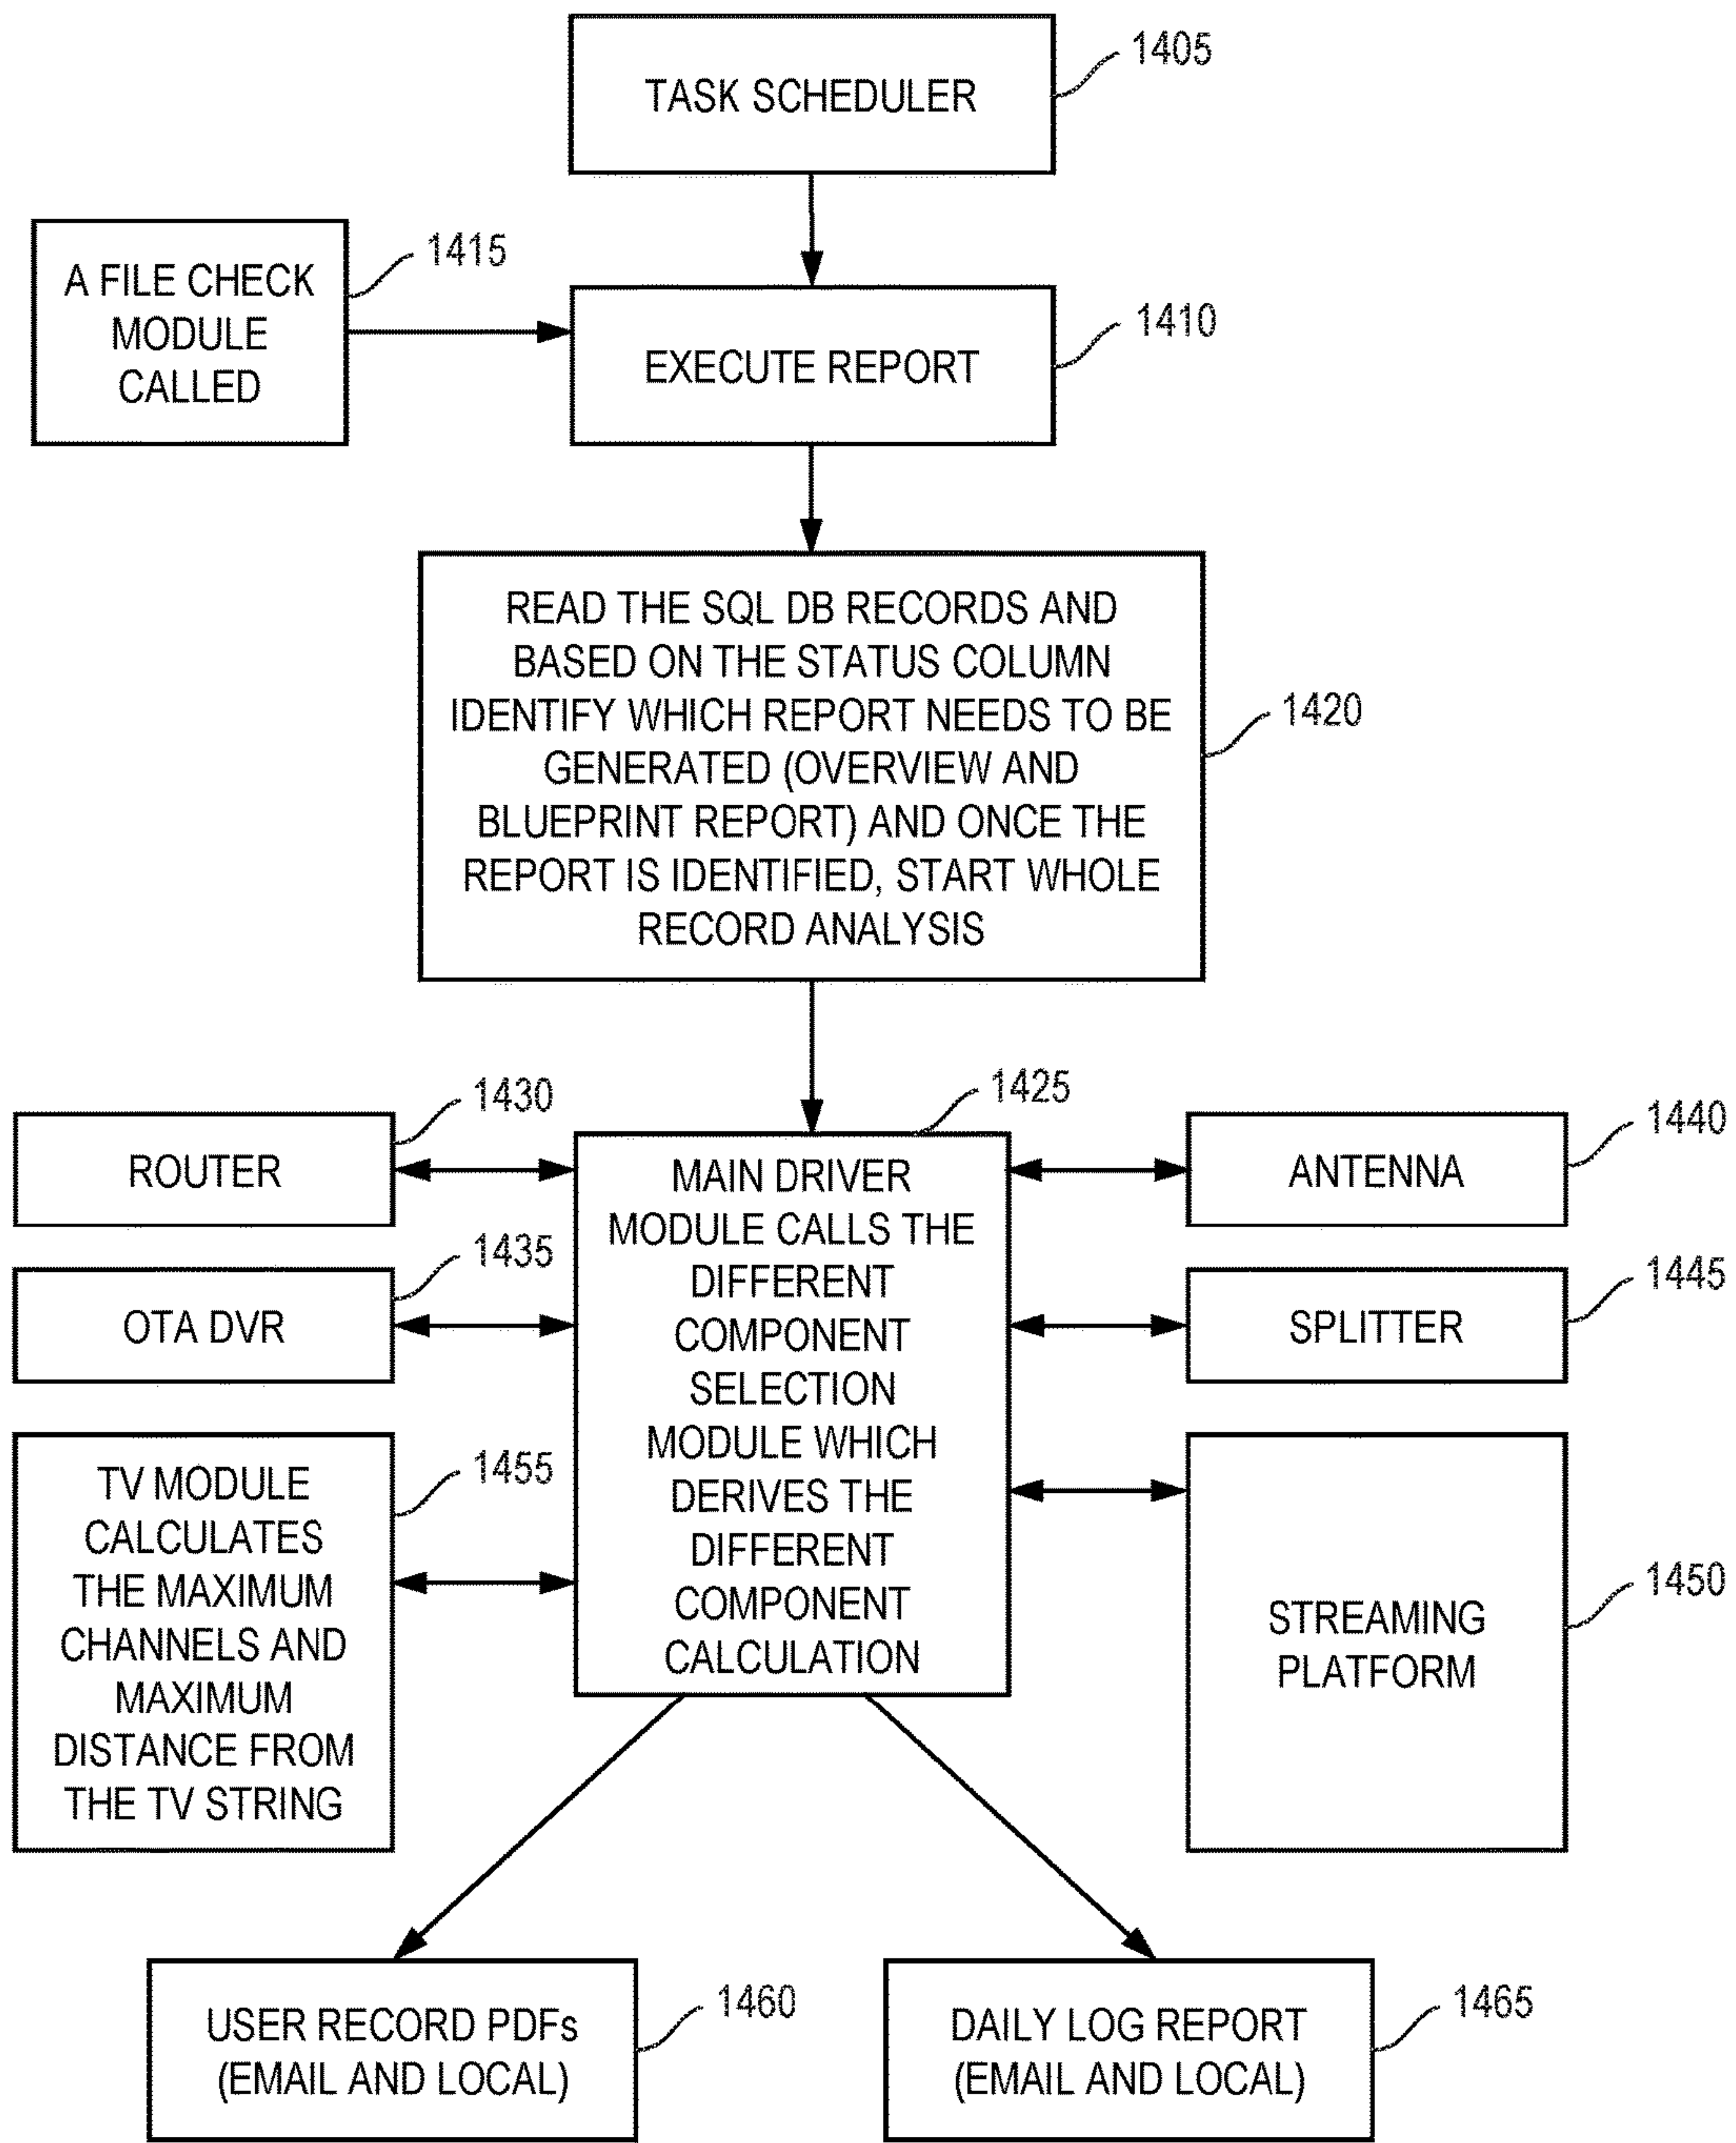 TASK SCHEDULER
1405
A FILE CHECK
MODULE
CALLED
1415
EXECUTE REPORT
1410
READ THE SQL DB RECORDS AND
BASED ON THE STATUS COLUMN
IDENTIFY WHICH REPORT NEEDS TO BE
GENERATED (OVERVIEW AND
BLUEPRINT REPORT) AND ONCE THE
REPORT IS IDENTIFIED, START WHOLE
RECORD ANALYSIS
1420
ROUTER
1430
OTA DVR
1435
TV MODULE
CALCULATES
THE MAXIMUM
CHANNELS AND
MAXIMUM
DISTANCE FROM
THE TV STRING
1455
MAIN DRIVER
MODULE CALLS THE
DIFFERENT
COMPONENT
SELECTION
MODULE WHICH
DERIVES THE
DIFFERENT
COMPONENT
CALCULATION
1425
ANTENNA
1440
SPLITTER
1445
STREAMING
PLATFORM
1450
USER RECORD PDFs
(EMAIL AND LOCAL)
1460
DAILY LOG REPORT
(EMAIL AND LOCAL)
1465